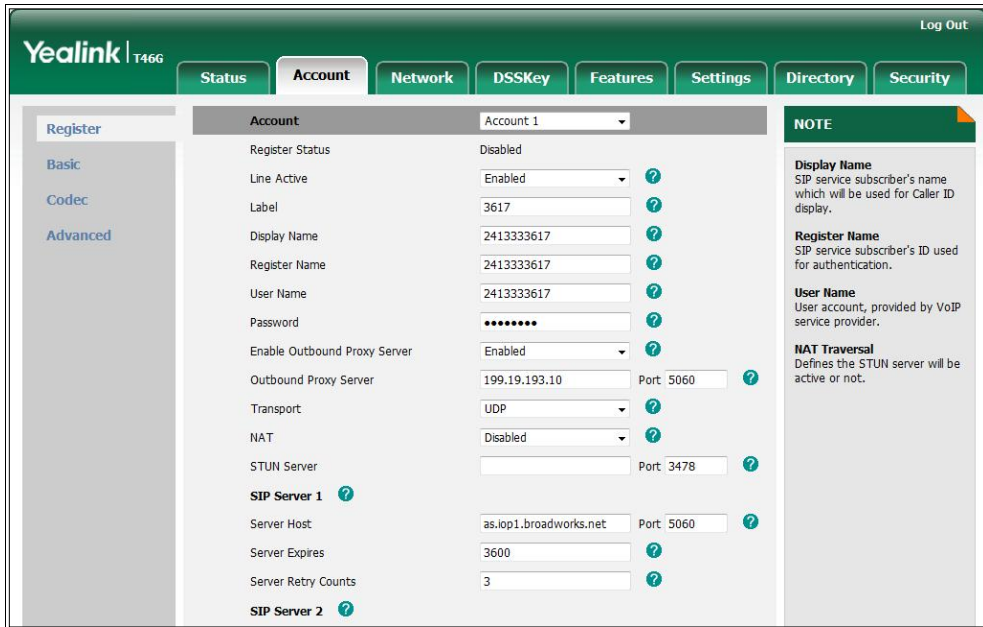 Log Out
Yealink | T46G
Status Account Network DSSKey Features Settings Directory Security
Register
Basic
Codec
Advanced
Account Account 1
Register Status Disabled
Line Active Enabled ?
Label 3617 ?
Display Name 2413333617 ?
Register Name 2413333617 ?
User Name 2413333617 ?
Password •••••••• ?
Enable Outbound Proxy Server Enabled ?
Outbound Proxy Server 199.19.193.10 Port 5060 ?
Transport UDP ?
NAT Disabled ?
STUN Server Port 3478 ?
SIP Server 1 ?
Server Host as.iop1.broadworks.net Port 5060 ?
Server Expires 3600 ?
Server Retry Counts 3 ?
SIP Server 2 ?
NOTE
Display Name
SIP service subscriber's name
which will be used for Caller ID
display.
Register Name
SIP service subscriber's ID used
for authentication.
User Name
User account, provided by VoIP
service provider.
NAT Traversal
Defines the STUN server will be
active or not.